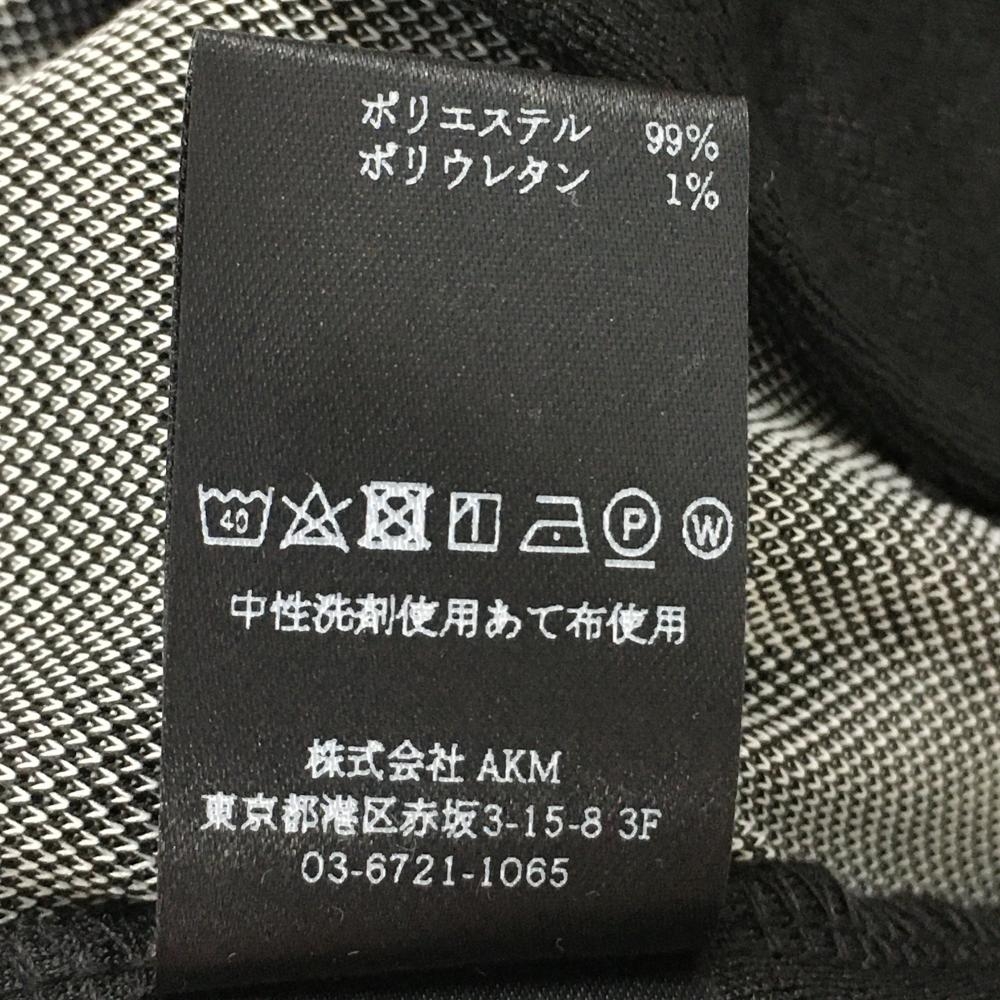 ポリエステル 99%
ポリウレタン 1%
40 P W
中性洗剤使用あて布使用
株式会社 AKM
東京都港区赤坂3-15-8 3F
03-6721-1065